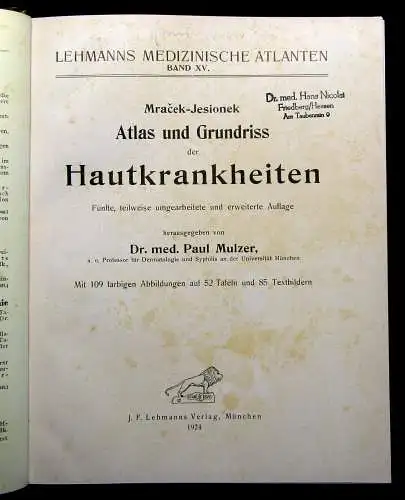 LEHMANNS MEDIZINISCHE ATLANTEN
BAND XV.
Dr. med. Hans Nicolai
Friedberg/Hessen
Am Taubenrain 9
Mraček-Jesionek
Atlas und Grundriss
der
Hautkrankheiten
Fünfte, teilweise umgearbeitete und erweiterte Auflage
herausgegeben von
Dr. med. Paul Mulzer,
a. o. Professor für Dermatologie und Syphilis an der Universität München
Mit 109 farbigen Abbildungen auf 52 Tafeln und 85 Textbildern
J. F. Lehmanns Verlag, München
1924